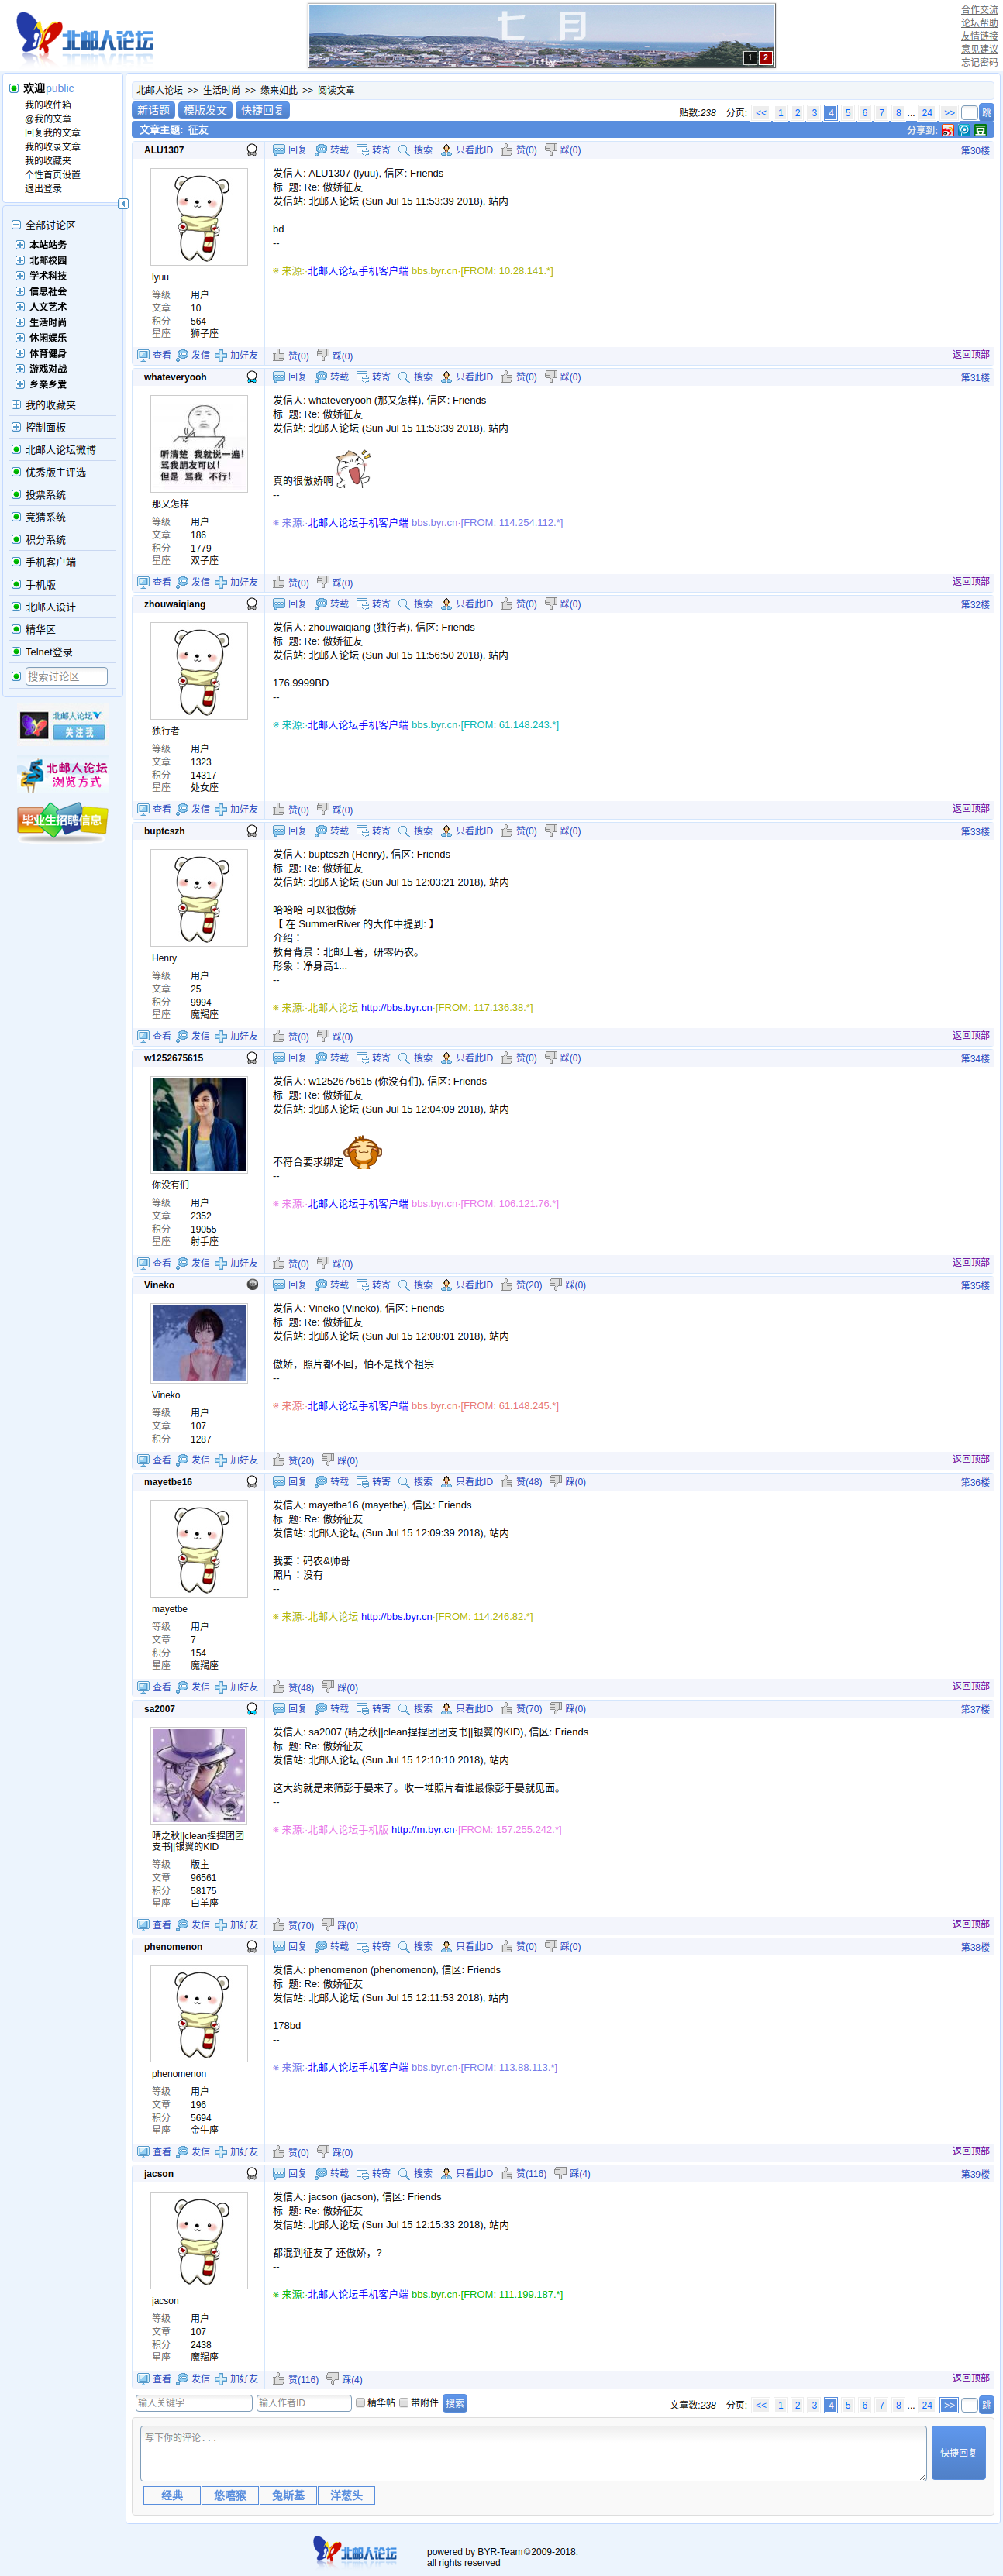 北邮人论坛
七 月
July
1 2
合作交流
论坛帮助
友情链接
意见建议
忘记密码
欢迎public
我的收件箱
@我的文章
回复我的文章
我的收录文章
我的收藏夹
个性首页设置
退出登录
全部讨论区
本站站务
北邮校园
学术科技
信息社会
人文艺术
生活时尚
休闲娱乐
体育健身
游戏对战
乡亲乡爱
我的收藏夹
控制面板
北邮人论坛微博
优秀版主评选
投票系统
竞猜系统
积分系统
手机客户端
手机版
北邮人设计
精华区
Telnet登录
搜索讨论区
北邮人论坛
关注我
北邮人论坛
浏览方式
毕业生招聘信息
北邮人论坛 >> 生活时尚 >> 缘来如此 >> 阅读文章
新话题 模版发文 快捷回复
贴数:238 分页: << 1 2 3 4 5 6 7 8 ... 24 >> 跳
文章主题: 征友
分享到:
ALU1307
回复 转载 转寄 搜索 只看此ID 赞(0) 踩(0) 第30楼
lyuu
等级 用户
文章 10
积分 564
星座 狮子座
发信人: ALU1307 (lyuu), 信区: Friends
标 题: Re: 傲娇征友
发信站: 北邮人论坛 (Sun Jul 15 11:53:39 2018), 站内
bd
--
※ 来源:·北邮人论坛手机客户端 bbs.byr.cn·[FROM: 10.28.141.*]
查看 发信 加好友 赞(0) 踩(0) 返回顶部
whateveryooh
回复 转载 转寄 搜索 只看此ID 赞(0) 踩(0) 第31楼
听清楚 我就说一遍!
骂我朋友可以!
但是 骂我 不行!
那又怎样
等级 用户
文章 186
积分 1779
星座 双子座
发信人: whateveryooh (那又怎样), 信区: Friends
标 题: Re: 傲娇征友
发信站: 北邮人论坛 (Sun Jul 15 11:53:39 2018), 站内
真的很傲娇啊
--
※ 来源:·北邮人论坛手机客户端 bbs.byr.cn·[FROM: 114.254.112.*]
查看 发信 加好友 赞(0) 踩(0) 返回顶部
zhouwaiqiang
回复 转载 转寄 搜索 只看此ID 赞(0) 踩(0) 第32楼
独行者
等级 用户
文章 1323
积分 14317
星座 处女座
发信人: zhouwaiqiang (独行者), 信区: Friends
标 题: Re: 傲娇征友
发信站: 北邮人论坛 (Sun Jul 15 11:56:50 2018), 站内
176.9999BD
--
※ 来源:·北邮人论坛手机客户端 bbs.byr.cn·[FROM: 61.148.243.*]
查看 发信 加好友 赞(0) 踩(0) 返回顶部
buptcszh
回复 转载 转寄 搜索 只看此ID 赞(0) 踩(0) 第33楼
Henry
等级 用户
文章 25
积分 9994
星座 魔羯座
发信人: buptcszh (Henry), 信区: Friends
标 题: Re: 傲娇征友
发信站: 北邮人论坛 (Sun Jul 15 12:03:21 2018), 站内
哈哈哈 可以很傲娇
【 在 SummerRiver 的大作中提到: 】
介绍：
教育背景：北邮土著，研零码农。
形象：净身高1...
--
※ 来源:·北邮人论坛 http://bbs.byr.cn·[FROM: 117.136.38.*]
查看 发信 加好友 赞(0) 踩(0) 返回顶部
w1252675615
回复 转载 转寄 搜索 只看此ID 赞(0) 踩(0) 第34楼
你没有们
等级 用户
文章 2352
积分 19055
星座 射手座
发信人: w1252675615 (你没有们), 信区: Friends
标 题: Re: 傲娇征友
发信站: 北邮人论坛 (Sun Jul 15 12:04:09 2018), 站内
不符合要求绑定
--
※ 来源:·北邮人论坛手机客户端 bbs.byr.cn·[FROM: 106.121.76.*]
查看 发信 加好友 赞(0) 踩(0) 返回顶部
Vineko
回复 转载 转寄 搜索 只看此ID 赞(20) 踩(0) 第35楼
Vineko
等级 用户
文章 107
积分 1287
发信人: Vineko (Vineko), 信区: Friends
标 题: Re: 傲娇征友
发信站: 北邮人论坛 (Sun Jul 15 12:08:01 2018), 站内
傲娇，照片都不回，怕不是找个祖宗
--
※ 来源:·北邮人论坛手机客户端 bbs.byr.cn·[FROM: 61.148.245.*]
查看 发信 加好友 赞(20) 踩(0) 返回顶部
mayetbe16
回复 转载 转寄 搜索 只看此ID 赞(48) 踩(0) 第36楼
mayetbe
等级 用户
文章 7
积分 154
星座 魔羯座
发信人: mayetbe16 (mayetbe), 信区: Friends
标 题: Re: 傲娇征友
发信站: 北邮人论坛 (Sun Jul 15 12:09:39 2018), 站内
我要：码农&帅哥
照片：没有
--
※ 来源:·北邮人论坛 http://bbs.byr.cn·[FROM: 114.246.82.*]
查看 发信 加好友 赞(48) 踩(0) 返回顶部
sa2007
回复 转载 转寄 搜索 只看此ID 赞(70) 踩(0) 第37楼
晴之秋||clean捏捏团团
支书||银翼的KID
等级 版主
文章 96561
积分 58175
星座 白羊座
发信人: sa2007 (晴之秋||clean捏捏团团支书||银翼的KID), 信区: Friends
标 题: Re: 傲娇征友
发信站: 北邮人论坛 (Sun Jul 15 12:10:10 2018), 站内
这大约就是来筛彭于晏来了。收一堆照片看谁最像彭于晏就见面。
--
※ 来源:·北邮人论坛手机版 http://m.byr.cn·[FROM: 157.255.242.*]
查看 发信 加好友 赞(70) 踩(0) 返回顶部
phenomenon
回复 转载 转寄 搜索 只看此ID 赞(0) 踩(0) 第38楼
phenomenon
等级 用户
文章 196
积分 5694
星座 金牛座
发信人: phenomenon (phenomenon), 信区: Friends
标 题: Re: 傲娇征友
发信站: 北邮人论坛 (Sun Jul 15 12:11:53 2018), 站内
178bd
--
※ 来源:·北邮人论坛手机客户端 bbs.byr.cn·[FROM: 113.88.113.*]
查看 发信 加好友 赞(0) 踩(0) 返回顶部
jacson
回复 转载 转寄 搜索 只看此ID 赞(116) 踩(4) 第39楼
jacson
等级 用户
文章 107
积分 2438
星座 魔羯座
发信人: jacson (jacson), 信区: Friends
标 题: Re: 傲娇征友
发信站: 北邮人论坛 (Sun Jul 15 12:15:33 2018), 站内
都混到征友了 还傲娇，?
--
※ 来源:·北邮人论坛手机客户端 bbs.byr.cn·[FROM: 111.199.187.*]
查看 发信 加好友 赞(116) 踩(4) 返回顶部
输入关键字 输入作者ID 精华帖 带附件 搜索
文章数:238 分页: << 1 2 3 4 5 6 7 8 ... 24 >> 跳
写下你的评论...
快捷回复
经典 悠嘻猴 兔斯基 洋葱头
北邮人论坛
powered by BYR-Team©2009-2018.
all rights reserved